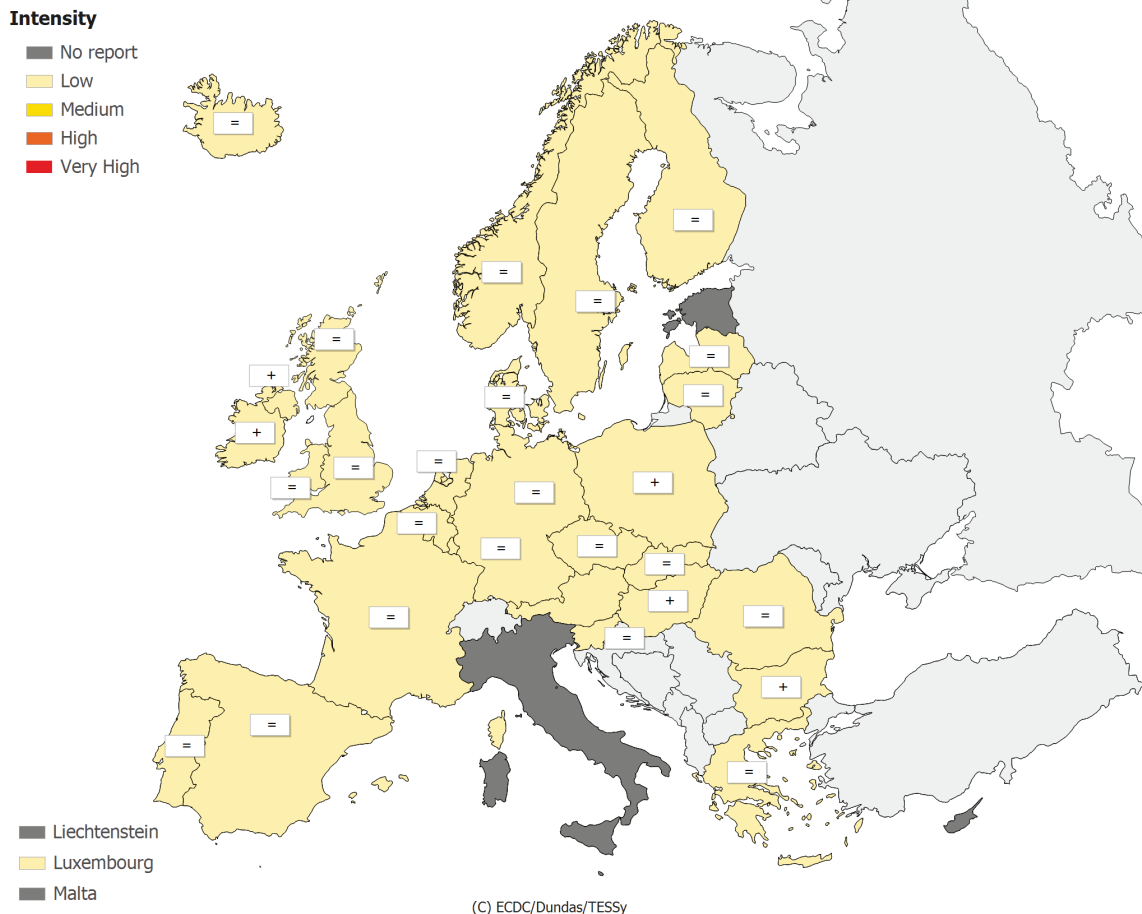 Intensity
No report
Low
Medium
High
Very High
=
=
=
=
=
=
+
=
=
+
=
=
=
+
=
=
=
=
=
=
+
=
=
=
+
=
=
=
Liechtenstein
Luxembourg
Malta
(C) ECDC/Dundas/TESSy